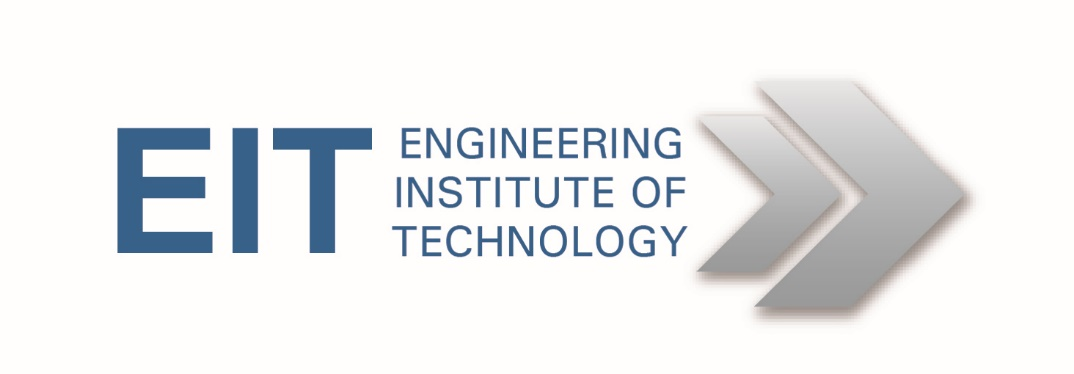 EIT
ENGINEERING
INSTITUTE OF
TECHNOLOGY